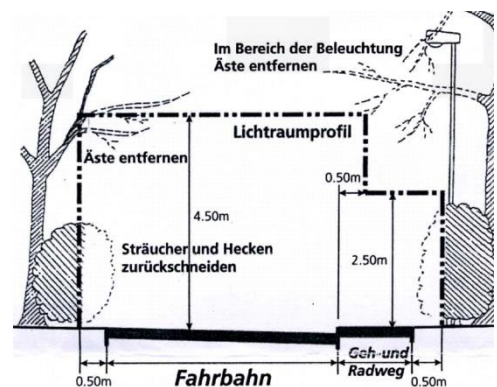 Im Bereich der Beleuchtung
Äste entfernen
Lichtraumprofil
Äste entfernen
0.50m
4.50m
Sträucher und Hecken
zurückschneiden
2.50m
Geh-und
Radweg
0.50m
Fahrbahn
0.50m